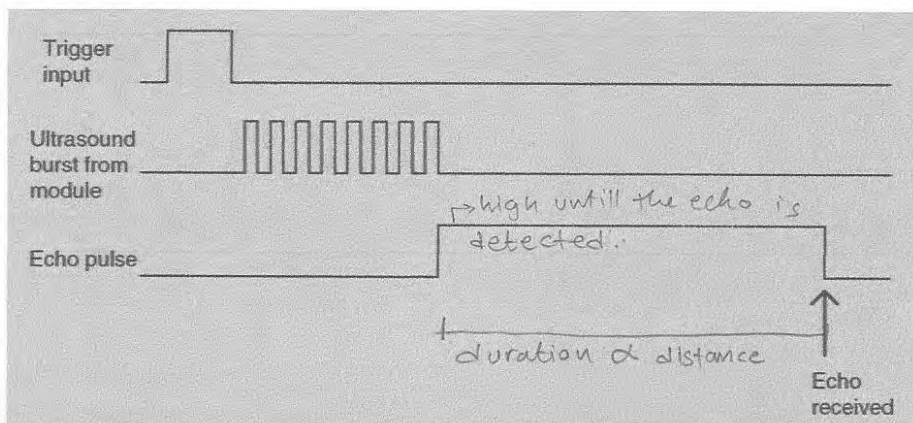 Trigger
input
Ultrasound
burst from
module
→high untill the echo is
detected.
Echo pulse
duration α distance
Echo
received